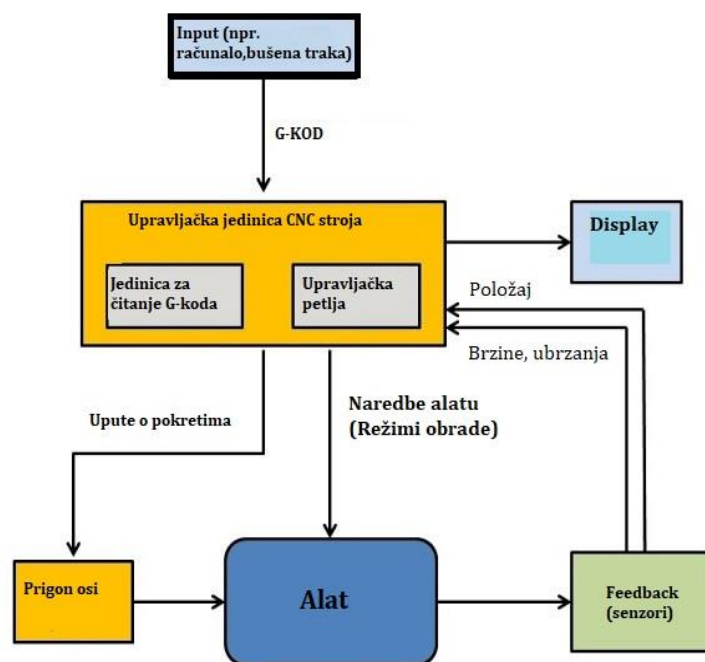 Input (npr.
računalo,bušena traka)
G-KOD
Upravljačka jedinica CNC stroja
Jedinica za
čitanje G-koda
Upravljačka
petlja
Display
Položaj
Brzine, ubrzanja
Upute o pokretima
Naredbe alatu
(Režimi obrade)
Prigon osi
Alat
Feedback
(senzori)